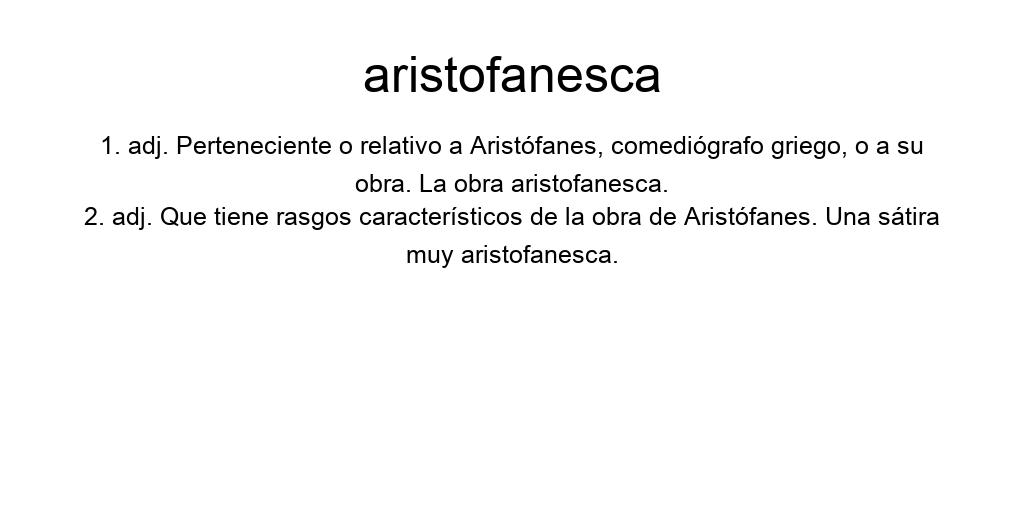 aristofanesca
1. adj. Perteneciente o relativo a Aristófanes, comediógrafo griego, o a su
obra. La obra aristofanesca.
2. adj. Que tiene rasgos característicos de la obra de Aristófanes. Una sátira
muy aristofanesca.